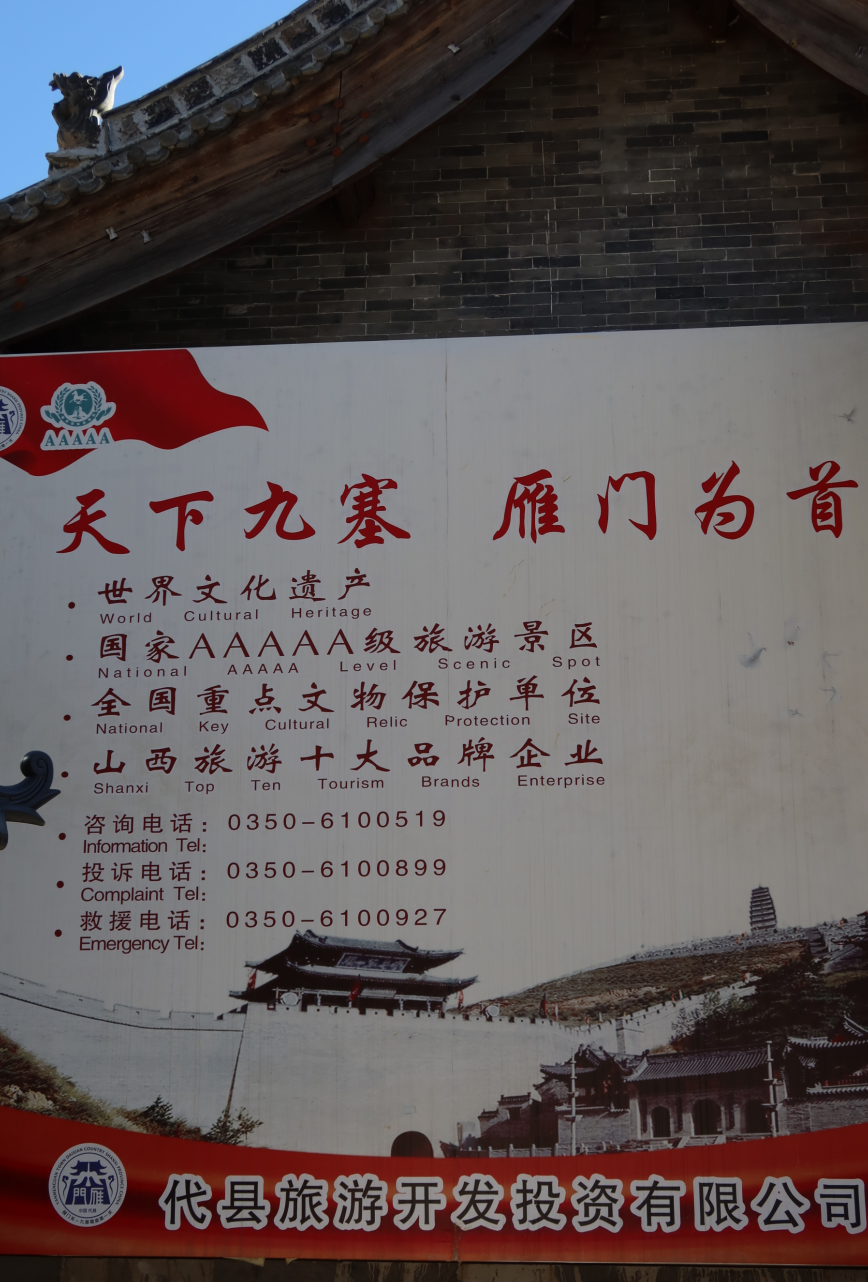 AAAAA
天下九塞 雁门为首
世界文化遗产
World Cultural Heritage
国家AAAAA级旅游景区
National AAAAA Level Scenic Spot
全国重点文物保护单位
National Key Cultural Relic Protection Site
山西旅游十大品牌企业
Shanxi Top Ten Tourism Brands Enterprise
咨询电话：0350-6100519
Information Tel:
投诉电话：0350-6100899
Complaint Tel:
救援电话：0350-6100927
Emergency Tel:
代县旅游开发投资有限公司